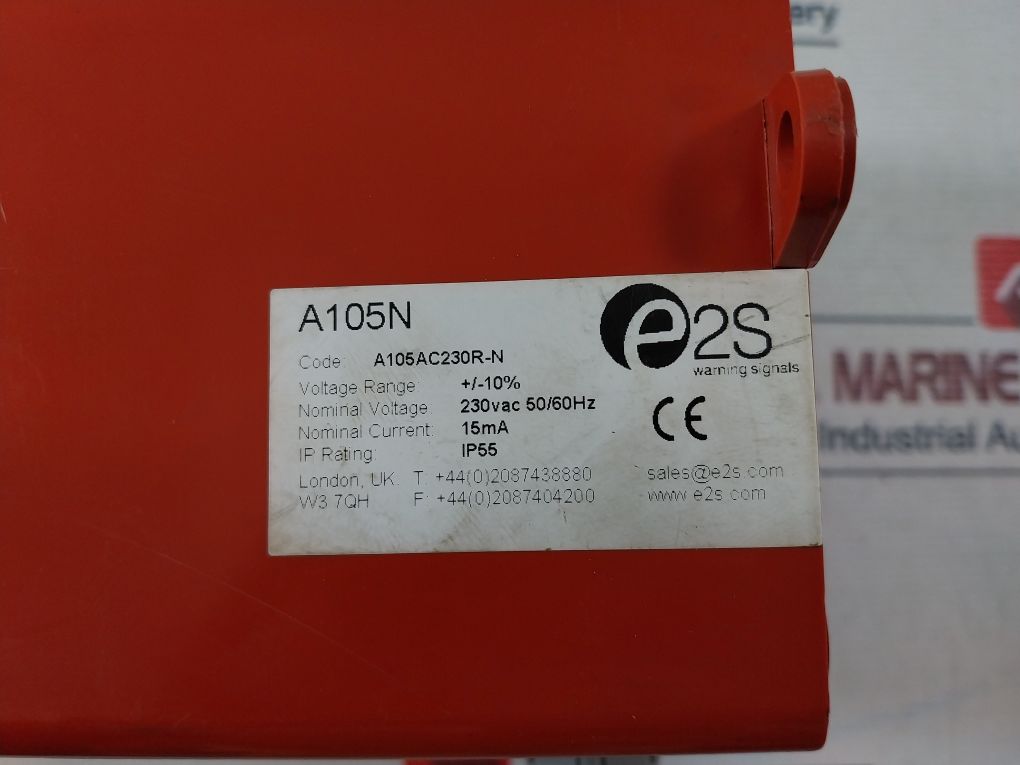 A105N
e2s
warning signals
Code: A105AC230R-N
Voltage Range: +/-10%
Nominal Voltage: 230vac 50/60Hz
Nominal Current: 15mA
IP Rating: IP55
CE
London, UK. T: +44(0)2087438880 sales@e2s.com
W3 7QH F: +44(0)2087404200 www.e2s.com
ery
MARINE
Industrial Au